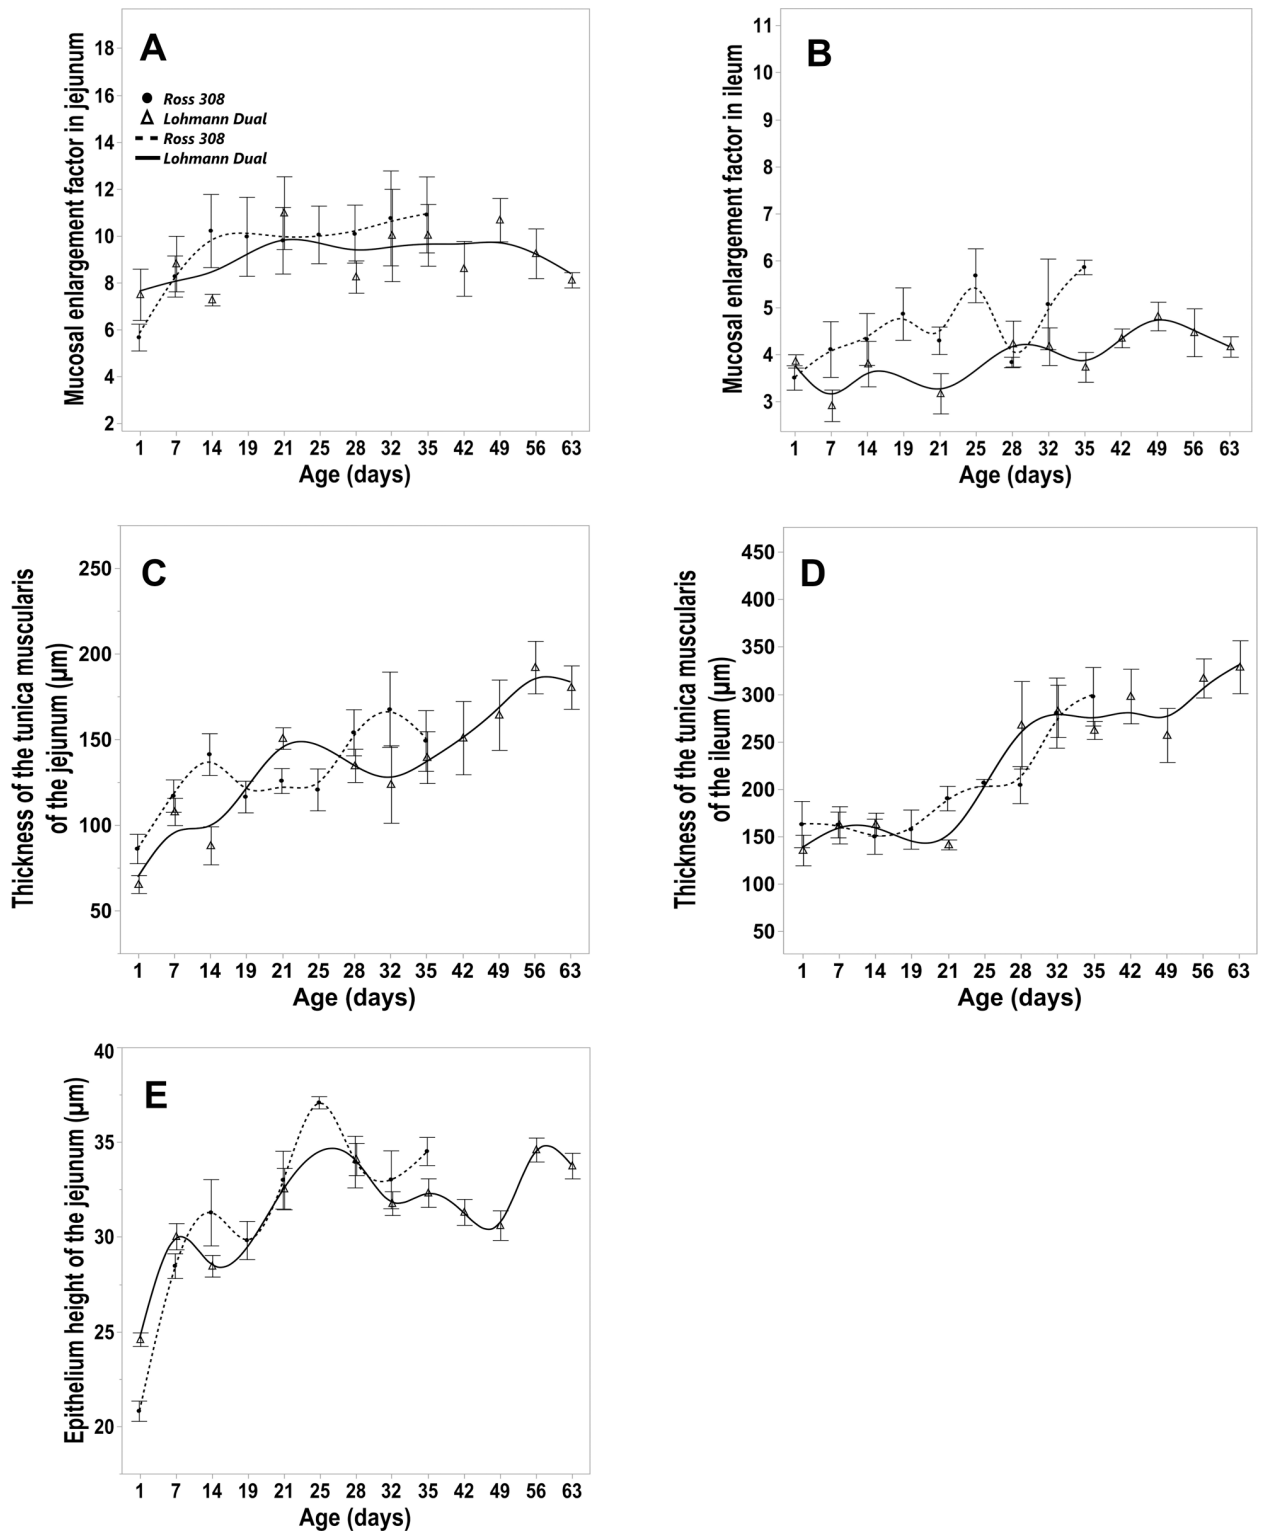 A
Ross 308
Lohmann Dual
Ross 308
Lohmann Dual
Mucosal enlargement factor in jejunum
18
16
14
12
10
8
6
4
2
1 7 14 19 21 25 28 32 35 42 49 56 63
Age (days)
B
Mucosal enlargement factor in ileum
11
10
9
8
7
6
5
4
3
1 7 14 19 21 25 28 32 35 42 49 56 63
Age (days)
C
Thickness of the tunica muscularis
of the jejunum (µm)
250
200
150
100
50
1 7 14 19 21 25 28 32 35 42 49 56 63
Age (days)
D
Thickness of the tunica muscularis
of the ileum (µm)
450
400
350
300
250
200
150
100
50
1 7 14 19 21 25 28 32 35 42 49 56 63
Age (days)
E
Epithelium height of the jejunum (µm)
40
35
30
25
20
1 7 14 19 21 25 28 32 35 42 49 56 63
Age (days)